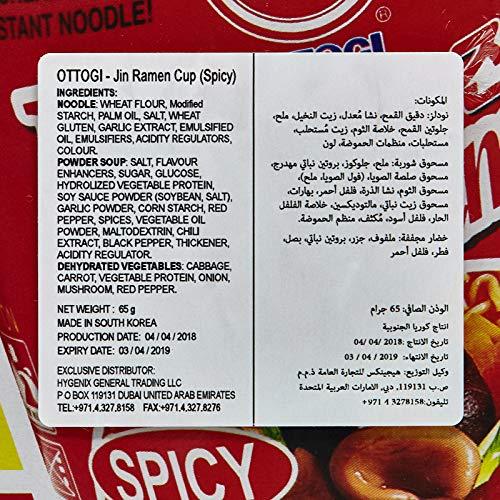 STANT NOODLE!
OTTOGI
OTTOGI - Jin Ramen Cup (Spicy)
INGREDIENTS:
NOODLE: WHEAT FLOUR, Modified
STARCH, PALM OIL, SALT, WHEAT
GLUTEN, GARLIC EXTRACT, EMULSIFIED
OIL, EMULSIFIERS, ACIDITY REGULATORS,
COLOUR.
POWDER SOUP: SALT, FLAVOUR
ENHANCERS, SUGAR, GLUCOSE,
HYDROLIZED VEGETABLE PROTEIN,
SOY SAUCE POWDER (SOYBEAN, SALT),
GARLIC POWDER, CORN STARCH, RED
PEPPER, SPICES, VEGETABLE OIL
POWDER, MALTODEXTRIN, CHILI
EXTRACT, BLACK PEPPER, THICKENER,
ACIDITY REGULATOR.
DEHYDRATED VEGETABLES: CABBAGE,
CARROT, VEGETABLE PROTEIN, ONION,
MUSHROOM, RED PEPPER.
NET WEIGHT : 65 g
MADE IN SOUTH KOREA
PRODUCTION DATE: 04 / 04 / 2018
EXPIRY DATE: 03 / 04 / 2019
EXCLUSIVE DISTRIBUTOR:
HYGENIX GENERAL TRADING LLC
P O BOX 119131 DUBAI UNITED ARAB EMIRATES
TEL:+971.4.327.8158 FAX:+971.4.327.8276
المكونات:
نودلز: دقيق القمح، نشا مُعدل، زيت النخيل، ملح،
جلوتين القمح، خلاصة الثوم، زيت مُستحلب،
مستحلبات، منظمات الحموضة، لون
مسحوق شوربة: ملح، جلوكوز، بروتين نباتي مهدرج،
مسحوق صلصة الصويا، (فول الصويا، ملح)،
مسحوق الثوم، نشا الذرة، فلفل أحمر، بهارات،
مسحوق زيت نباتي، مالتوديكسين، خلاصة الفلفل
الحار، فلفل أسود، مُكثف، منظم الحموضة.
خضار مجففة: ملفوف، جزر، بروتين نباتي، بصل،
فطر، فلفل أحمر
الوزن الصافي: 65 جرام
انتاج كوريا الجنوبية
تاريخ الانتاج: 04 /04 /2018
تاريخ الانتهاء: 03 / 04 / 2019
وكيل التوزيع: هيجينكس للتجارة العامة ذ.م.م
ص.ب 119131، دبي، الامارات العربية المتحدة
+971 4 3278158
SPICY